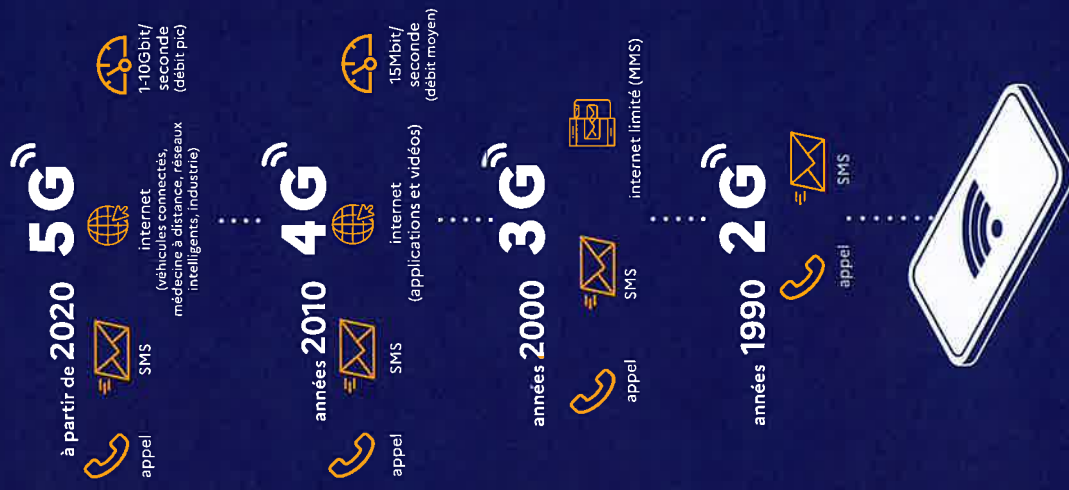 à partir de 2020 5G
appel
SMS
internet
(véhicules connectés,
médecine à distance, réseaux
intelligents, industrie)
1-10Gbit/
seconde
(débit pic)
années 2010 4G
appel
SMS
internet
(applications et vidéos)
15Mbit/
seconde
(débit moyen)
années 2000 3G
appel
SMS
internet limité (MMS)
années 1990 2G
appel
SMS